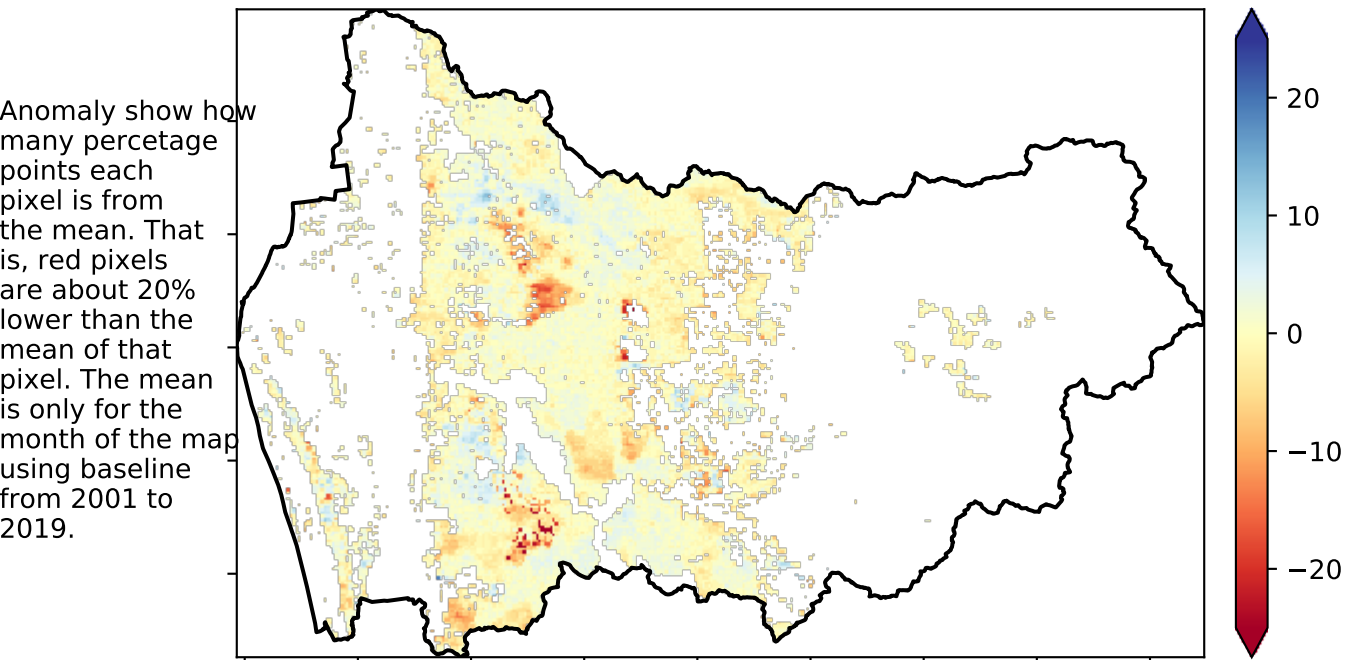 Anomaly show how
many percetage
points each
pixel is from
the mean. That
is, red pixels
are about 20%
lower than the
mean of that
pixel. The mean
is only for the
month of the map
using baseline
from 2001 to
2019.
20
10
0
−10
−20